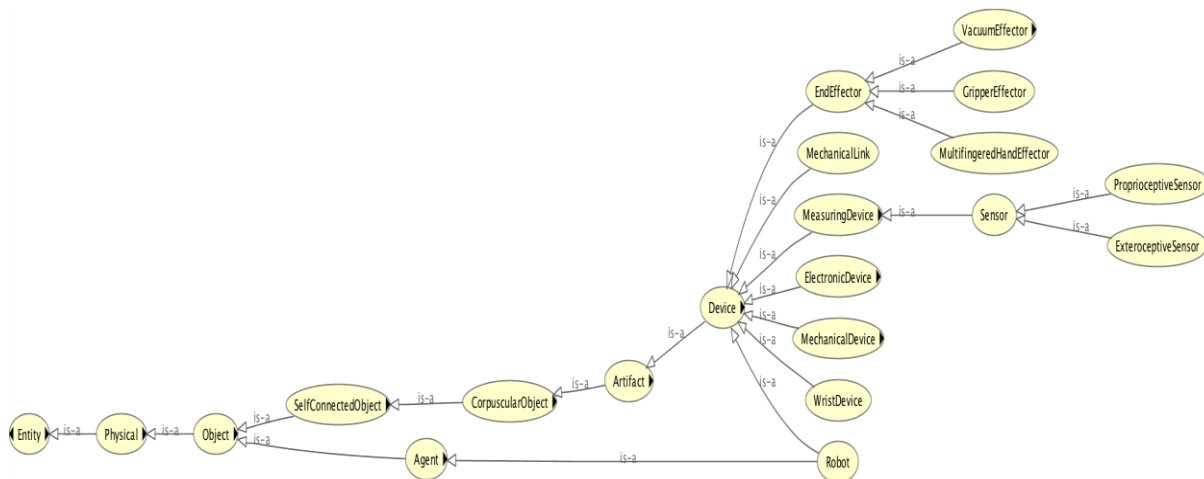 VacuumEffector
is-a
EndEffector
is-a
GripperEffector
is-a
is-a
MechanicalLink
MultifingeredHandEffector
is-a
ProprioceptiveSensor
is-a
MeasuringDevice
is-a
Sensor
is-a
ExteroceptiveSensor
is-a
ElectronicDevice
is-a
Device
is-a
MechanicalDevice
is-a
is-a
Artifact
is-a
is-a
WristDevice
SelfConnectedObject
is-a
CorpuscularObject
is-a
Entity
is-a
Physical
is-a
Object
is-a
Agent
is-a
Robot